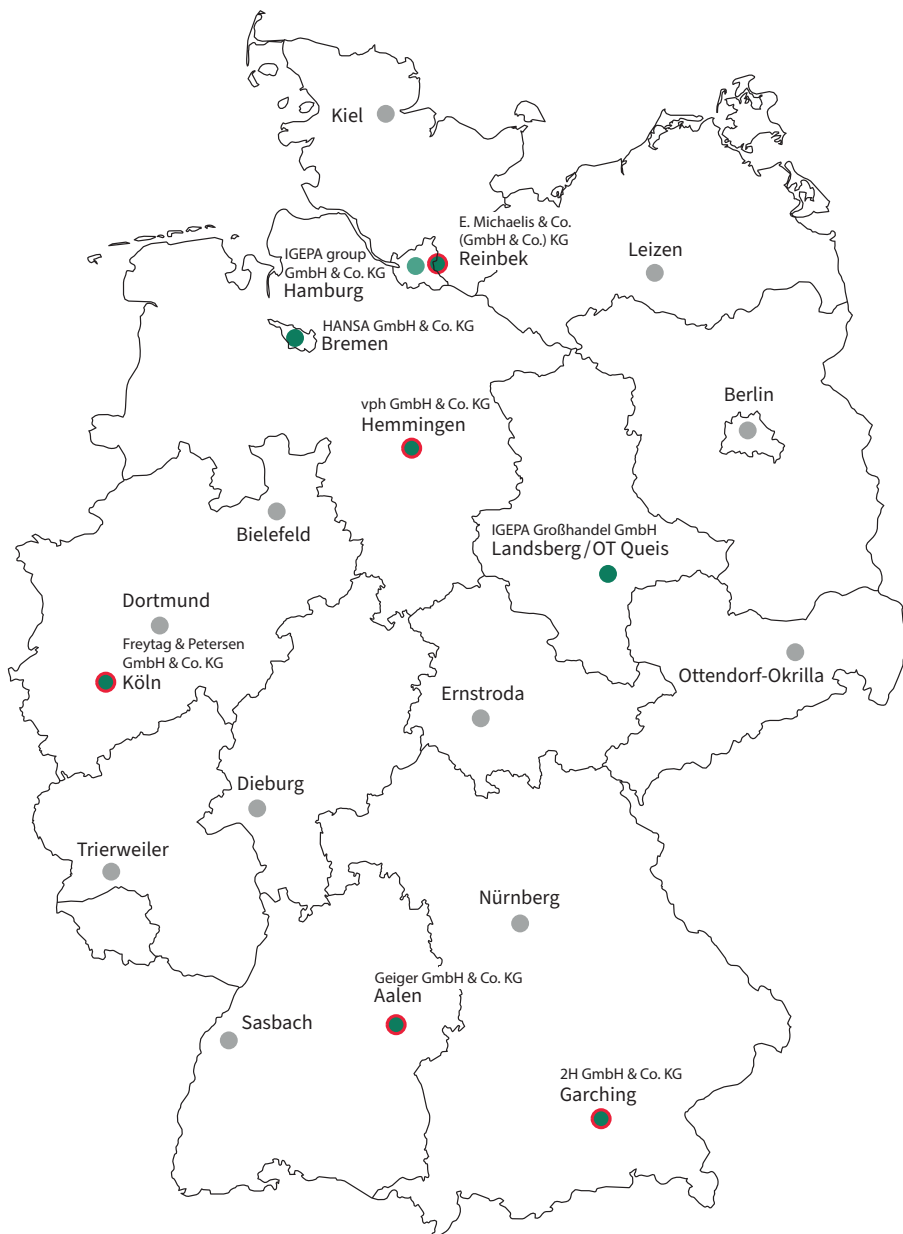 Kiel
E. Michaelis & Co.
(GmbH & Co.) KG
Reinbek
IGEPA group
GmbH & Co. KG
Hamburg
Leizen
HANSA GmbH & Co. KG
Bremen
Berlin
vph GmbH & Co. KG
Hemmingen
Bielefeld
IGEPA Großhandel GmbH
Landsberg/OT Queis
Dortmund
Freytag & Petersen
GmbH & Co. KG
Köln
Ottendorf-Okrilla
Ernstroda
Dieburg
Trierweiler
Nürnberg
Geiger GmbH & Co. KG
Aalen
Sasbach
2H GmbH & Co. KG
Garching